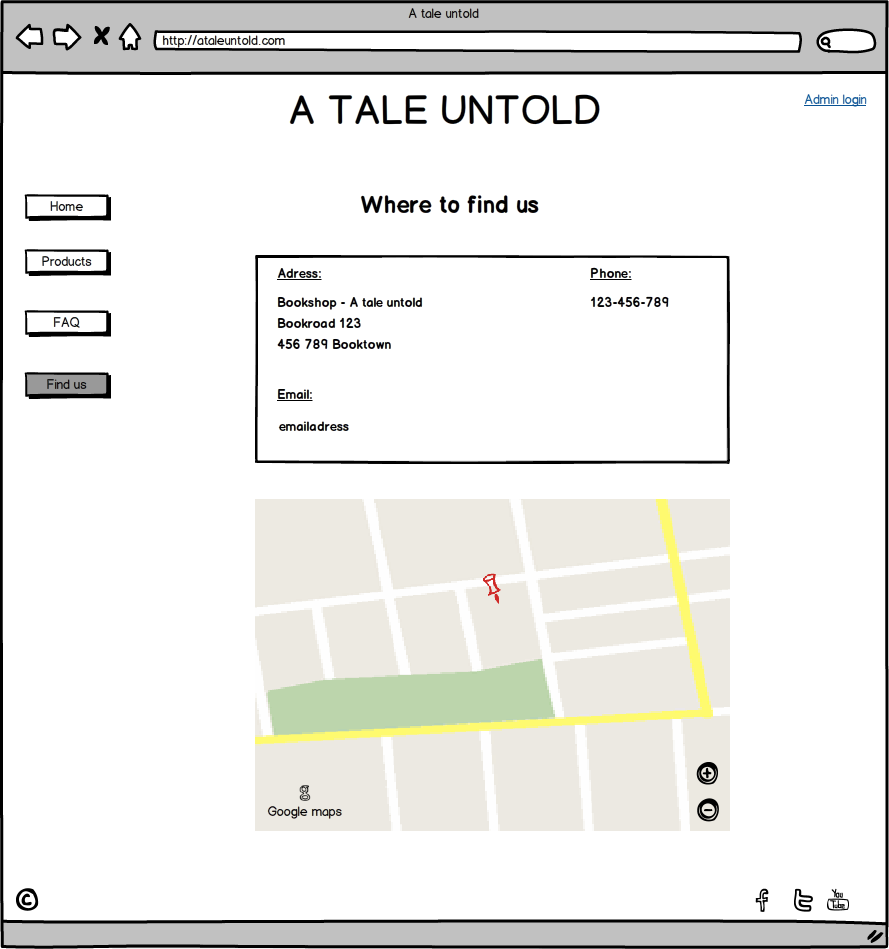 A tale untold
http://ataleuntold.com
A TALE UNTOLD
Admin login
Home
Products
FAQ
Find us
Where to find us
Adress:
Bookshop - A tale untold
Bookroad 123
456 789 Booktown
Phone:
123-456-789
Email:
emailadress
g
Google maps
©
f
t
You
Tube